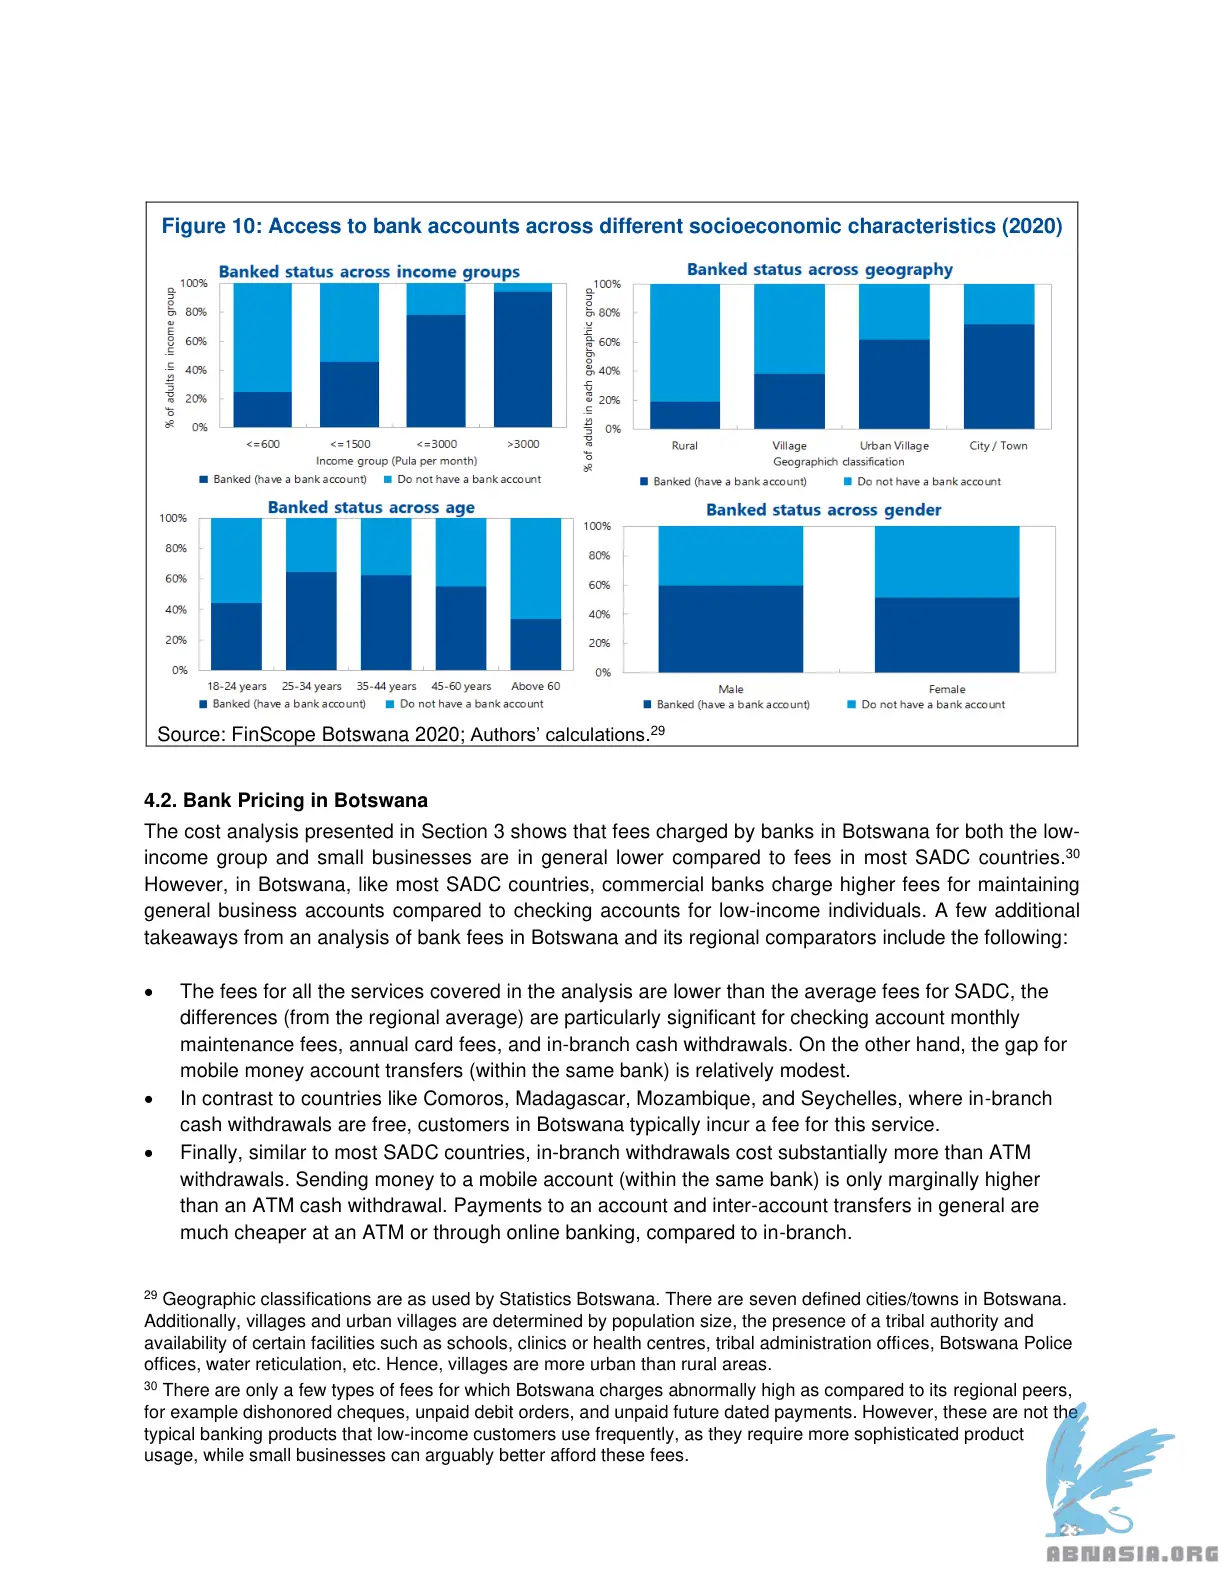 Figure 10: Access to bank accounts across different socioeconomic characteristics (2020)
Banked status across income groups
% of adults in income group
100%
80%
60%
40%
20%
0%
<=600 <=1500 <=3000 >3000
Income group (Pula per month)
Banked (have a bank account) Do not have a bank account
Banked status across geography
% of adults in each geographic group
100%
80%
60%
40%
20%
0%
Rural Village Urban Village City / Town
Geographich classification
Banked (have a bank account) Do not have a bank account
Banked status across age
100%
80%
60%
40%
20%
0%
18-24 years 25-34 years 35-44 years 45-60 years Above 60
Banked (have a bank account) Do not have a bank account
Banked status across gender
100%
80%
60%
40%
20%
0%
Male Female
Banked (have a bank account) Do not have a bank account
Source: FinScope Botswana 2020; Authors’ calculations.29
4.2. Bank Pricing in Botswana
The cost analysis presented in Section 3 shows that fees charged by banks in Botswana for both the low-
income group and small businesses are in general lower compared to fees in most SADC countries.30
However, in Botswana, like most SADC countries, commercial banks charge higher fees for maintaining
general business accounts compared to checking accounts for low-income individuals. A few additional
takeaways from an analysis of bank fees in Botswana and its regional comparators include the following:
• The fees for all the services covered in the analysis are lower than the average fees for SADC, the
differences (from the regional average) are particularly significant for checking account monthly
maintenance fees, annual card fees, and in-branch cash withdrawals. On the other hand, the gap for
mobile money account transfers (within the same bank) is relatively modest.
• In contrast to countries like Comoros, Madagascar, Mozambique, and Seychelles, where in-branch
cash withdrawals are free, customers in Botswana typically incur a fee for this service.
• Finally, similar to most SADC countries, in-branch withdrawals cost substantially more than ATM
withdrawals. Sending money to a mobile account (within the same bank) is only marginally higher
than an ATM cash withdrawal. Payments to an account and inter-account transfers in general are
much cheaper at an ATM or through online banking, compared to in-branch.
29 Geographic classifications are as used by Statistics Botswana. There are seven defined cities/towns in Botswana.
Additionally, villages and urban villages are determined by population size, the presence of a tribal authority and
availability of certain facilities such as schools, clinics or health centres, tribal administration offices, Botswana Police
offices, water reticulation, etc. Hence, villages are more urban than rural areas.
30 There are only a few types of fees for which Botswana charges abnormally high as compared to its regional peers,
for example dishonored cheques, unpaid debit orders, and unpaid future dated payments. However, these are not the
typical banking products that low-income customers use frequently, as they require more sophisticated product
usage, while small businesses can arguably better afford these fees.
23
ABNASIA.ORG